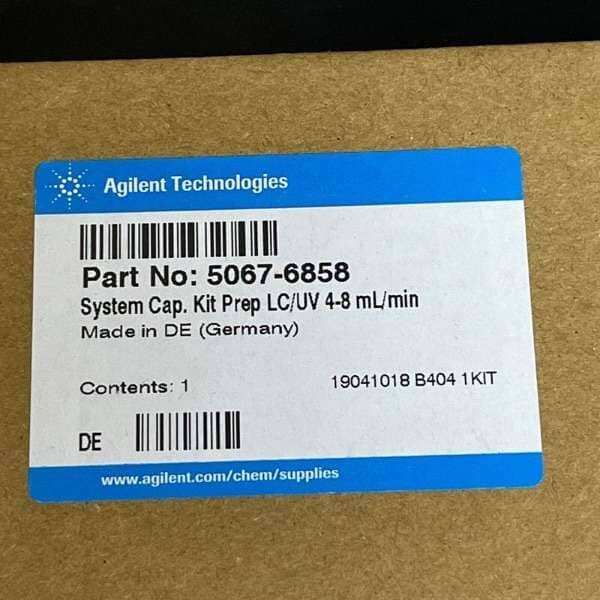 Agilent Technologies
Part No: 5067-6858
System Cap. Kit Prep LC/UV 4-8 mL/min
Made in DE (Germany)
Contents: 1
19041018 B404 1KIT
DE
www.agilent.com/chem/supplies